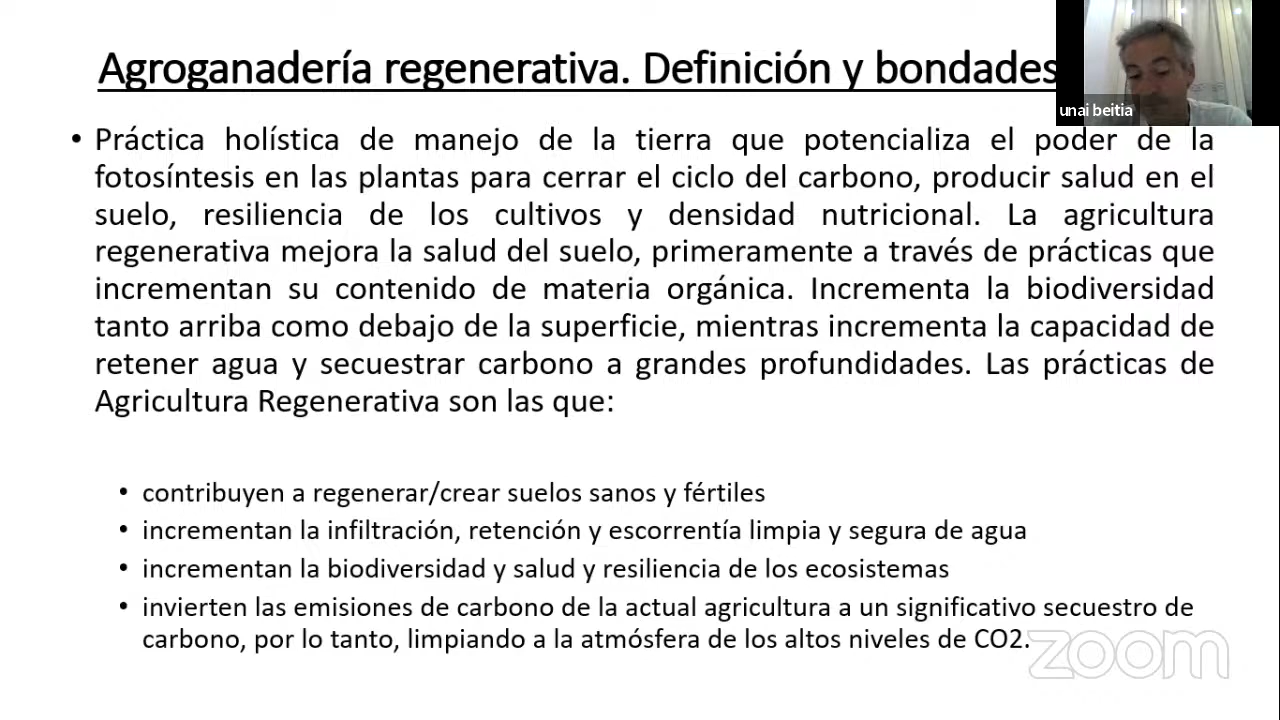 Agroganadería regenerativa. Definición y bondades
unai beitia
• Práctica holística de manejo de la tierra que potencializa el poder de la
fotosíntesis en las plantas para cerrar el ciclo del carbono, producir salud en el
suelo, resiliencia de los cultivos y densidad nutricional. La agricultura
regenerativa mejora la salud del suelo, primeramente a través de prácticas que
incrementan su contenido de materia orgánica. Incrementa la biodiversidad
tanto arriba como debajo de la superficie, mientras incrementa la capacidad de
retener agua y secuestrar carbono a grandes profundidades. Las prácticas de
Agricultura Regenerativa son las que:
• contribuyen a regenerar/crear suelos sanos y fértiles
• incrementan la infiltración, retención y escorrentía limpia y segura de agua
• incrementan la biodiversidad y salud y resiliencia de los ecosistemas
• invierten las emisiones de carbono de la actual agricultura a un significativo secuestro de
carbono, por lo tanto, limpiando a la atmósfera de los altos niveles de CO2.
zoom